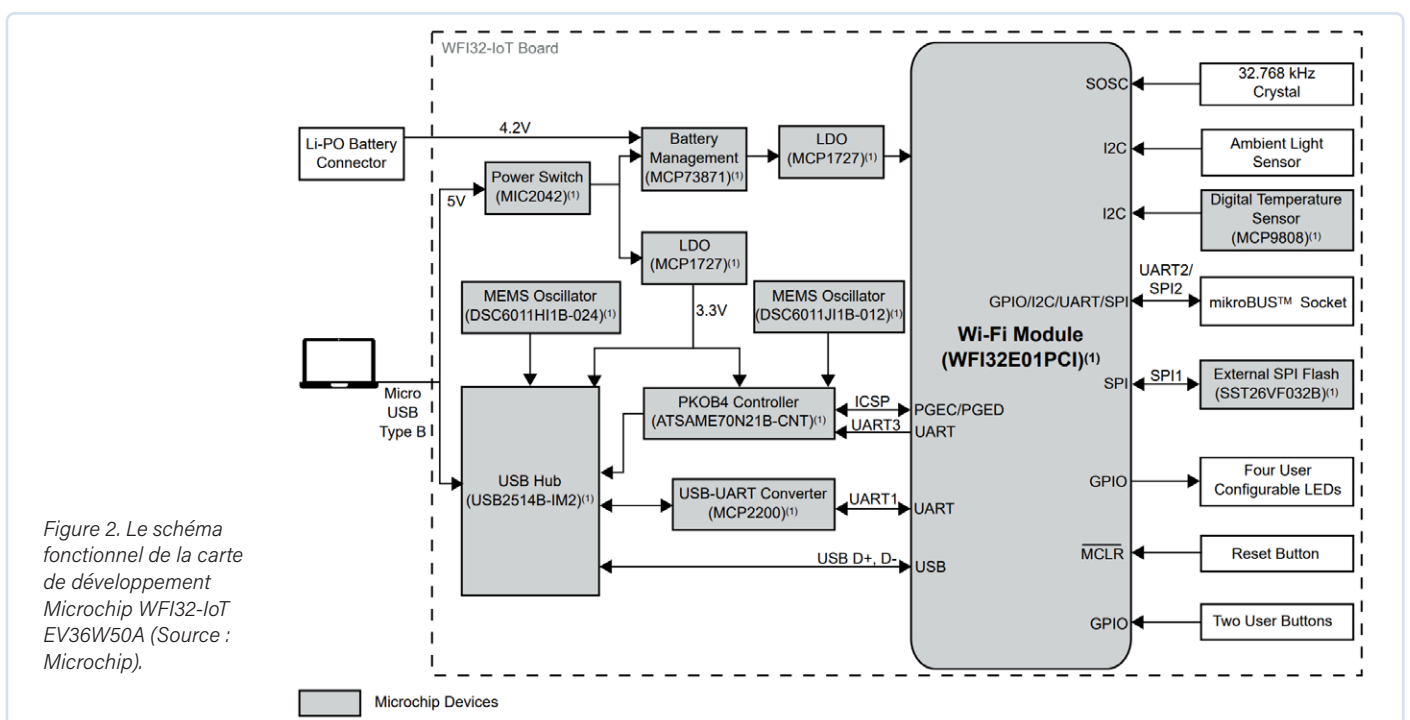 WFI32-IoT Board
Li-PO Battery
Connector
4.2V
5V
Power Switch
(MIC2042)(1)
Battery
Management
(MCP73871)(1)
LDO
(MCP1727)(1)
LDO
(MCP1727)(1)
3.3V
MEMS Oscillator
(DSC6011HI1B-024)(1)
MEMS Oscillator
(DSC6011JI1B-012)(1)
Micro
USB
Type B
USB Hub
(USB2514B-IM2)(1)
PKOB4 Controller
(ATSAME70N21B-CNT)(1)
USB-UART Converter
(MCP2200)(1)
ICSP
UART3
UART1
USB D+, D-
PGEC/PGED
UART
UART
USB
Wi-Fi Module
(WFI32E01PCI)(1)
SOSC
I2C
I2C
GPIO/I2C/UART/SPI
SPI
GPIO
MCLR
GPIO
UART2/
SPI2
SPI1
32.768 kHz
Crystal
Ambient Light
Sensor
Digital Temperature
Sensor
(MCP9808)(1)
mikroBUS™ Socket
External SPI Flash
(SST26VF032B)(1)
Four User
Configurable LEDs
Reset Button
Two User Buttons
Microchip Devices
Figure 2. Le schéma
fonctionnel de la carte
de développement
Microchip WFI32-IoT
EV36W50A (Source :
Microchip).